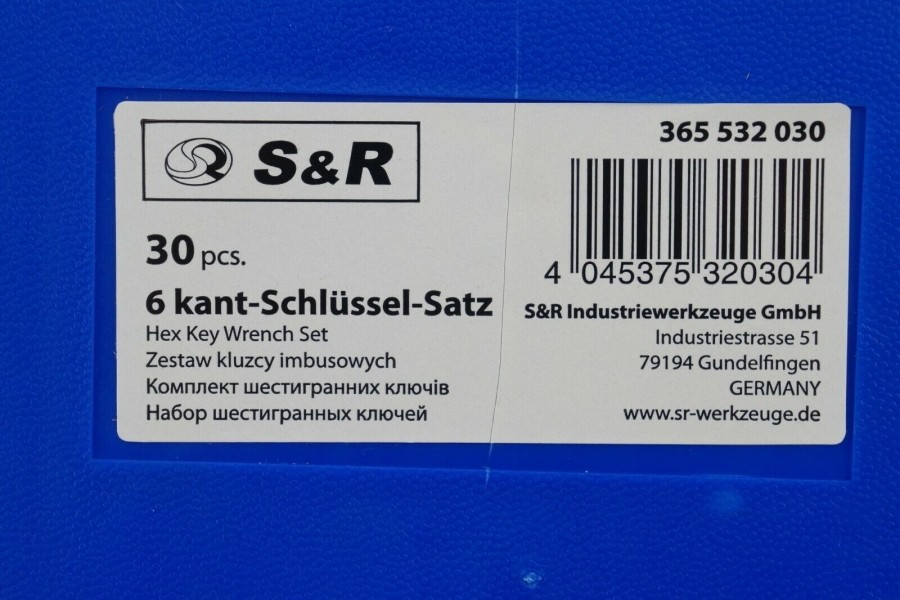 S&R
30 pcs.
6 kant-Schlüssel-Satz
Hex Key Wrench Set
Zestaw kluzcy imbusowych
Комплект шестигранних ключів
Набор шестигранных ключей
365 532 030
4 045375 320304
S&R Industriewerkzeuge GmbH
Industriestrasse 51
79194 Gundelfingen
GERMANY
www.sr-werkzeuge.de